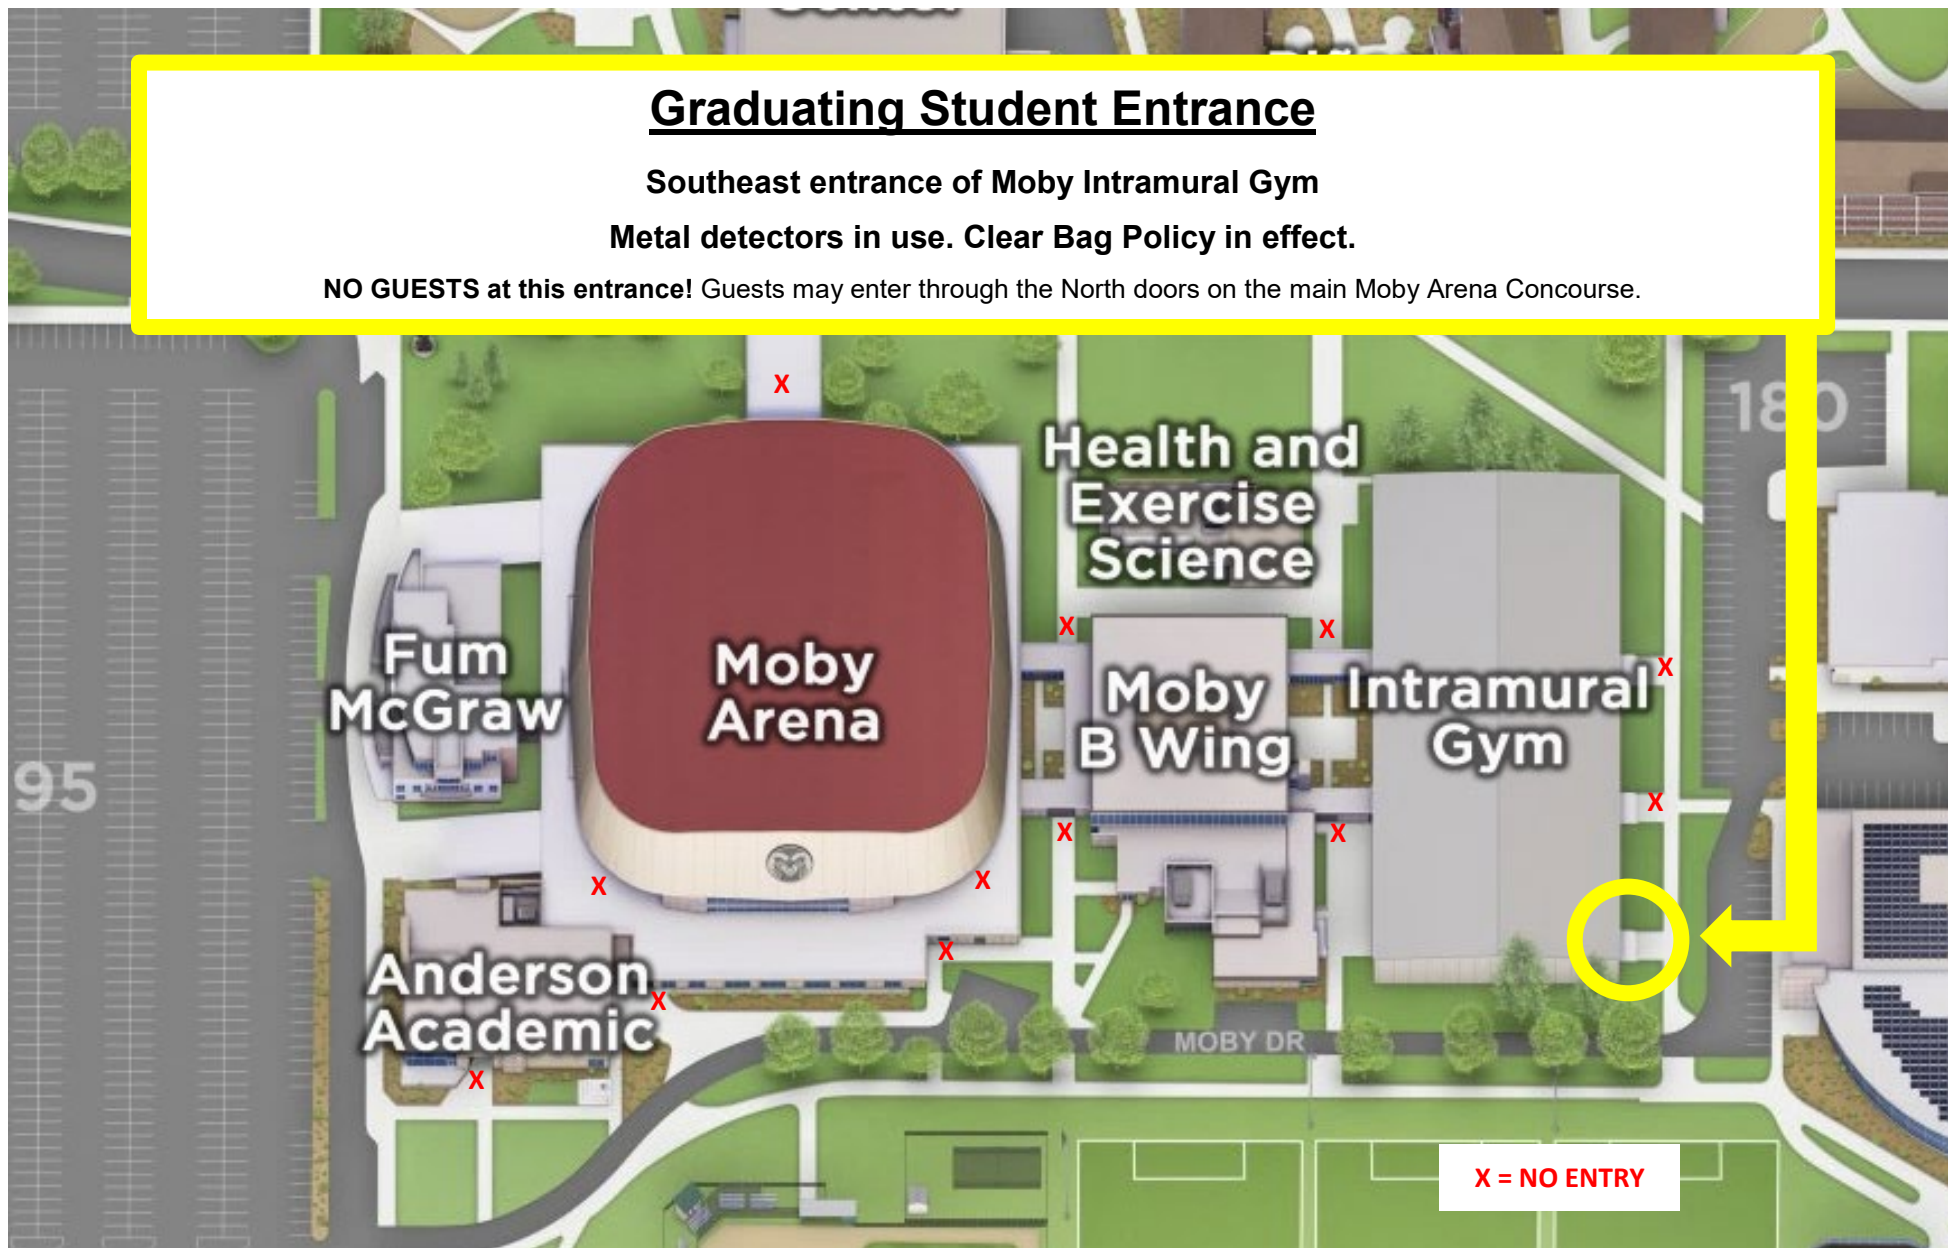 Center
Graduating Student Entrance
Southeast entrance of Moby Intramural Gym
Metal detectors in use. Clear Bag Policy in effect.
NO GUESTS at this entrance! Guests may enter through the North doors on the main Moby Arena Concourse.
X
180
Health and
Exercise
Science
X
X
Fum
McGraw
Moby
Arena
Moby
B Wing
Intramural
Gym
X
95
X
X
X
X
X
X
Anderson
Academic
X
MOBY DR
X
X = NO ENTRY